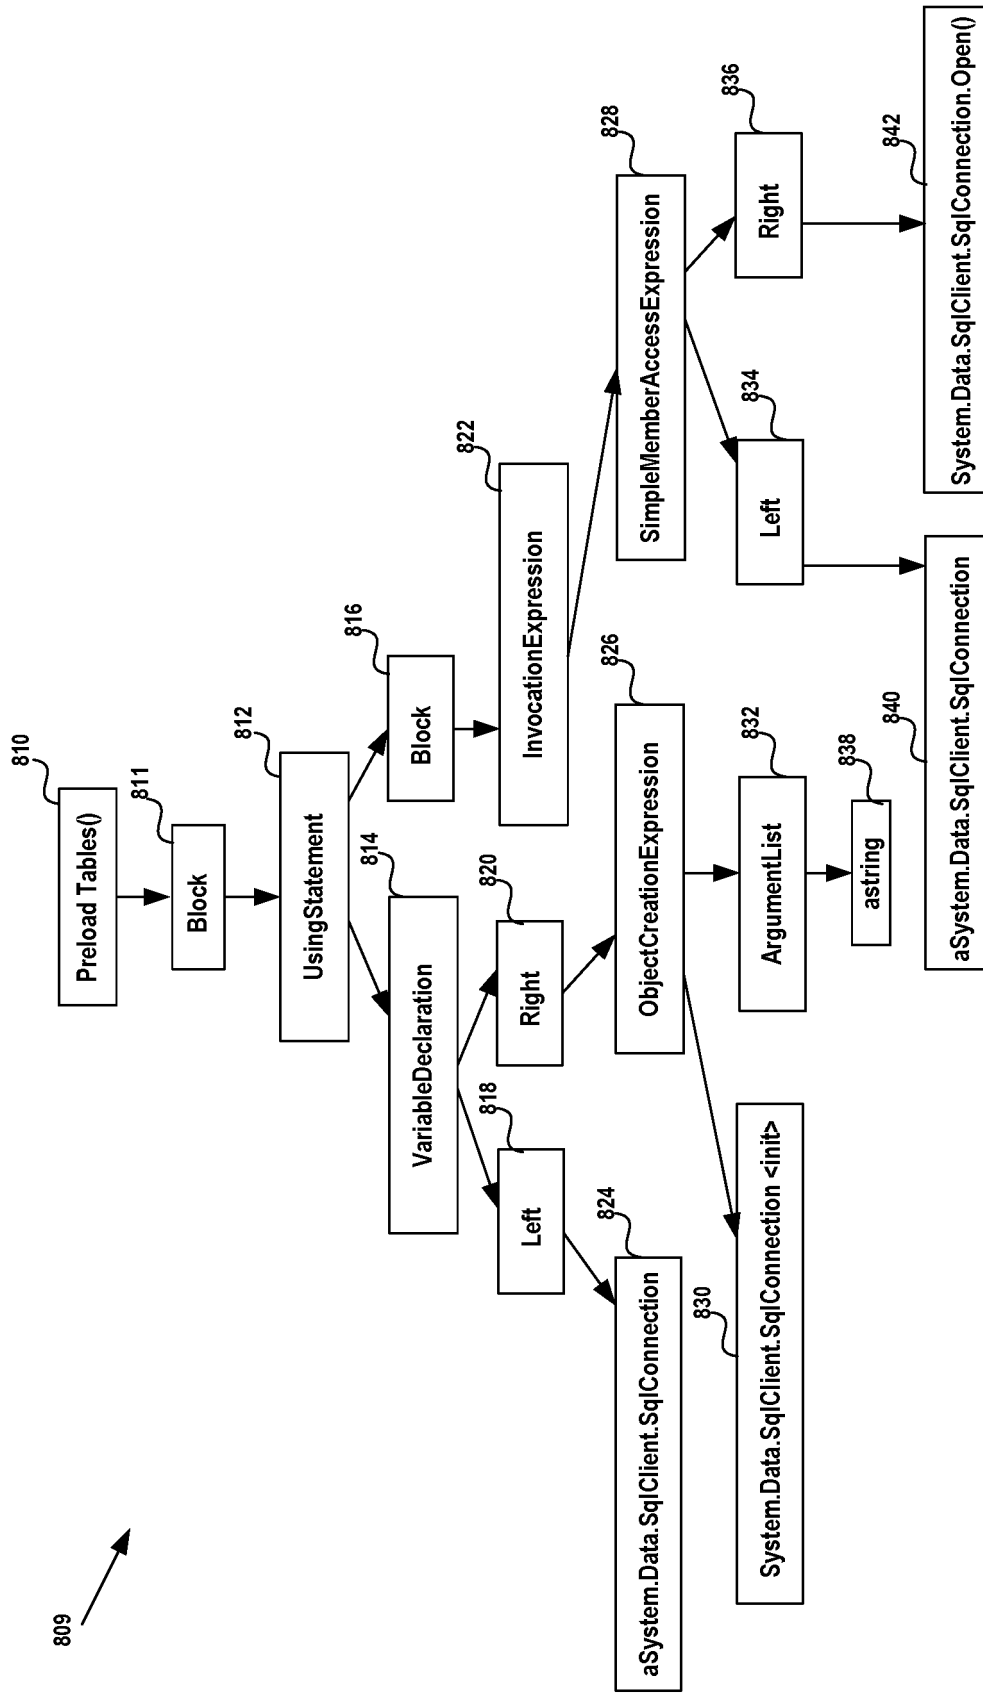 809
810
Preload Tables()
811
Block
812
UsingStatement
814
VariableDeclaration
816
Block
818
Left
820
Right
822
InvocationExpression
824
aSystem.Data.SqlClient.SqlConnection
826
ObjectCreationExpression
828
SimpleMemberAccessExpression
830
System.Data.SqlClient.SqlConnection <init>
832
ArgumentList
834
Left
836
Right
838
astring
840
aSystem.Data.SqlClient.SqlConnection
842
System.Data.SqlClient.SqlConnection.Open()